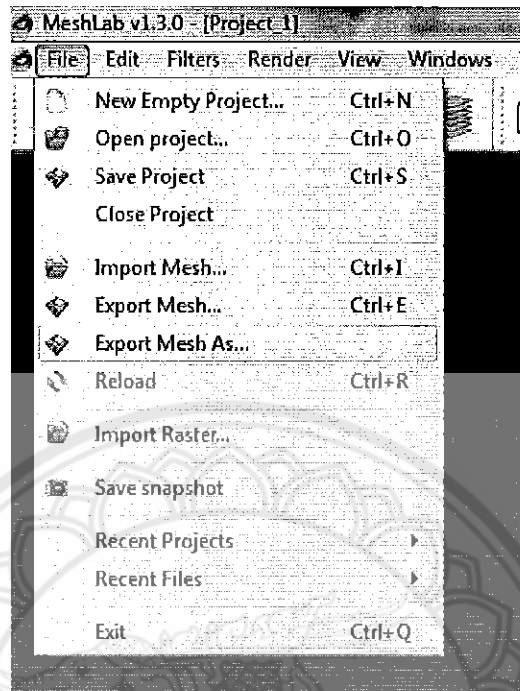 MeshLab v1.3.0 - [Project_1]
File Edit Filters Render View Windows
New Empty Project... Ctrl+N
Open project... Ctrl+O
Save Project Ctrl+S
Close Project
Import Mesh... Ctrl+I
Export Mesh... Ctrl+E
Export Mesh As...
Reload Ctrl+R
Import Raster...
Save snapshot
Recent Projects
Recent Files
Exit Ctrl+Q